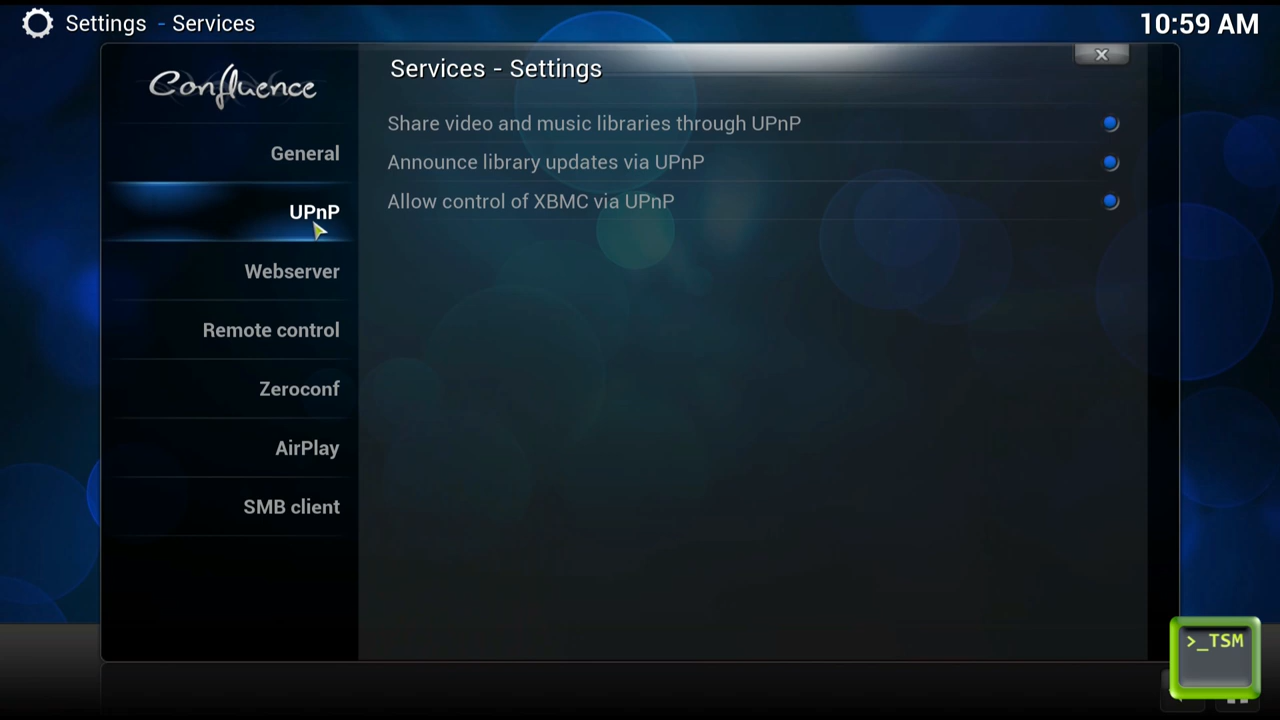 Settings - Services
10:59 AM
Confluence
Services - Settings
General
UPnP
Webserver
Remote control
Zeroconf
AirPlay
SMB client
Share video and music libraries through UPnP
Announce library updates via UPnP
Allow control of XBMC via UPnP
>_TSM